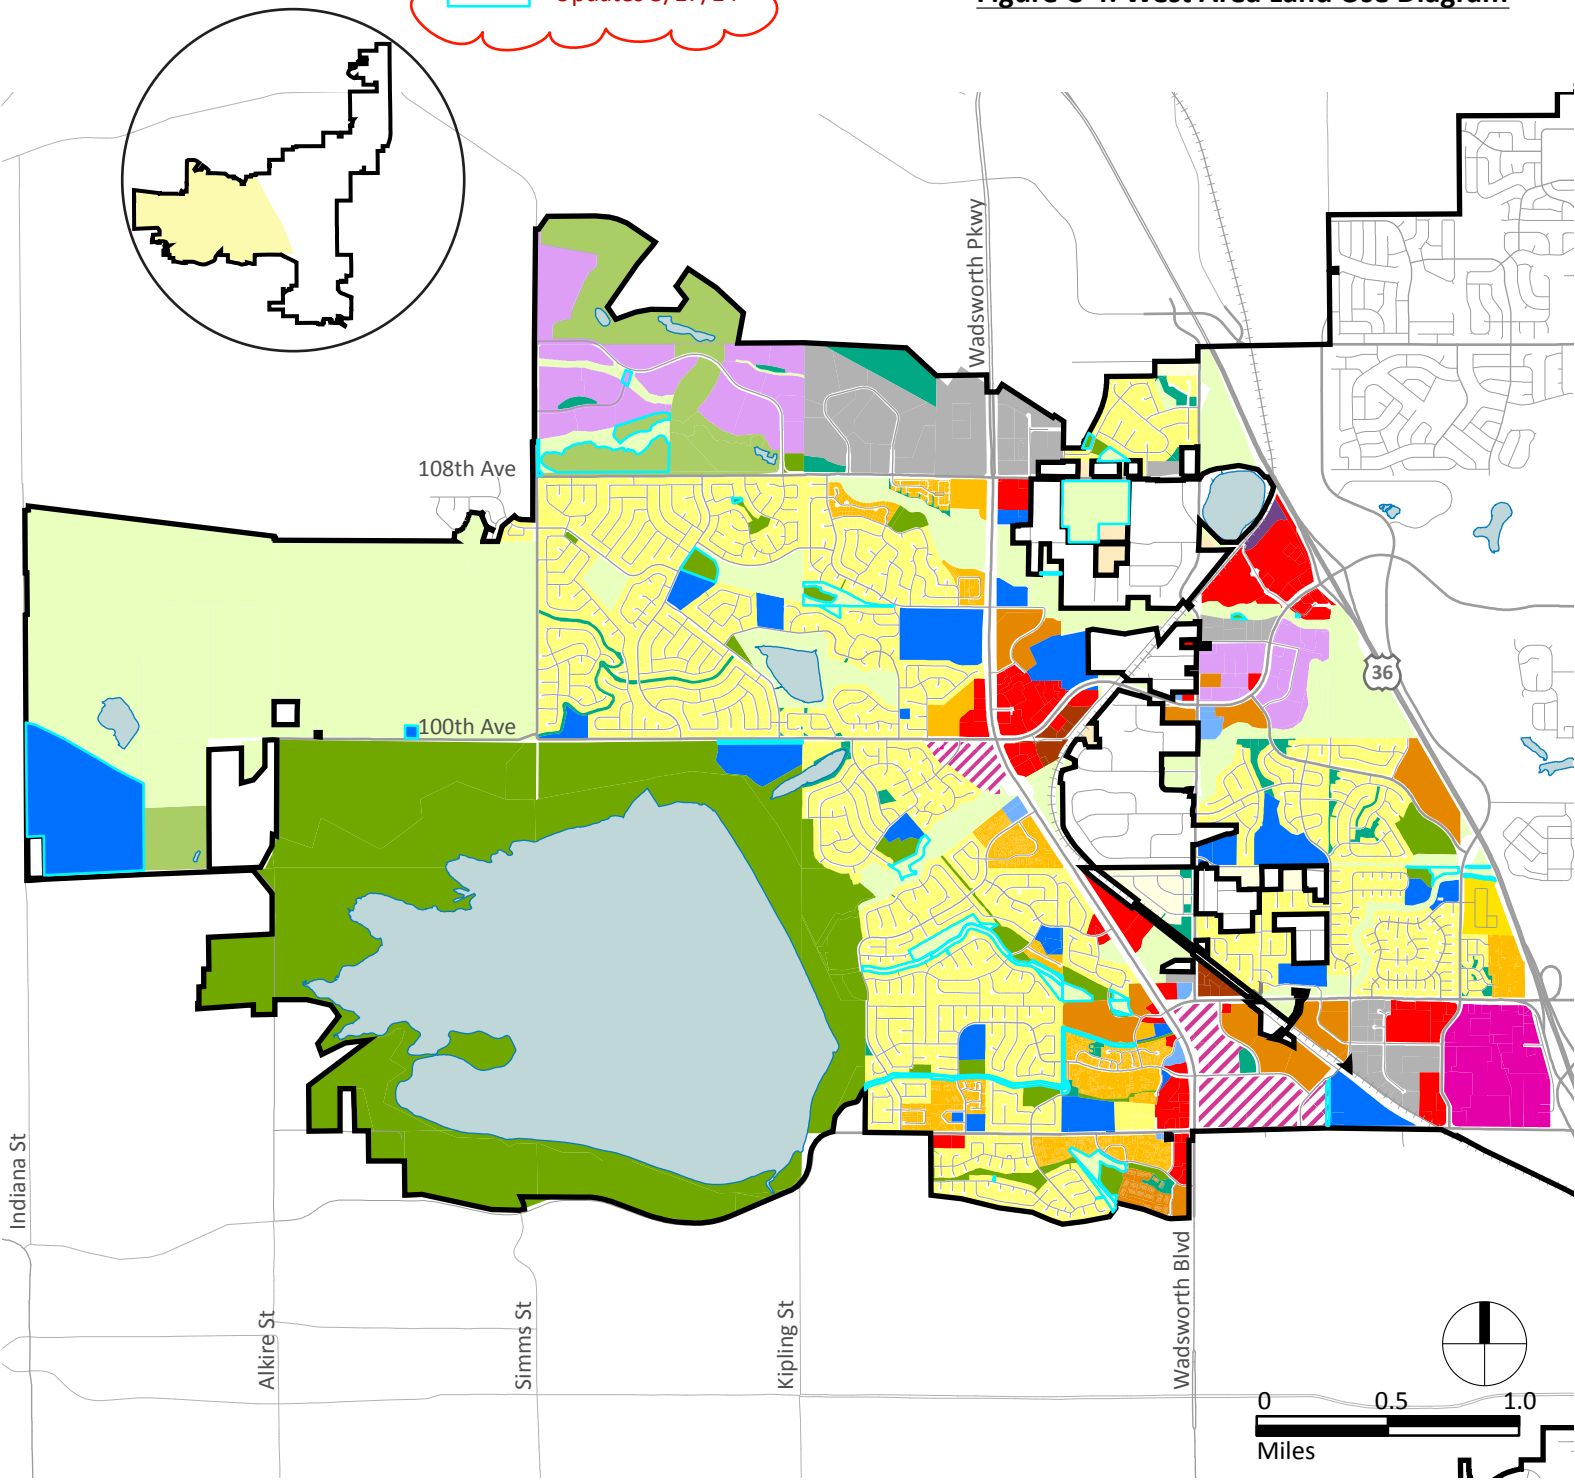 Wadsworth Pkwy
108th Ave
36
100th Ave
Indiana St
Alkire St
Simms St
Kipling St
Wadsworth Blvd
0 0.5 1.0
Miles